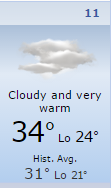 11
Cloudy and very
warm
34° Lo 24°
Hist. Avg.
31° Lo 21°